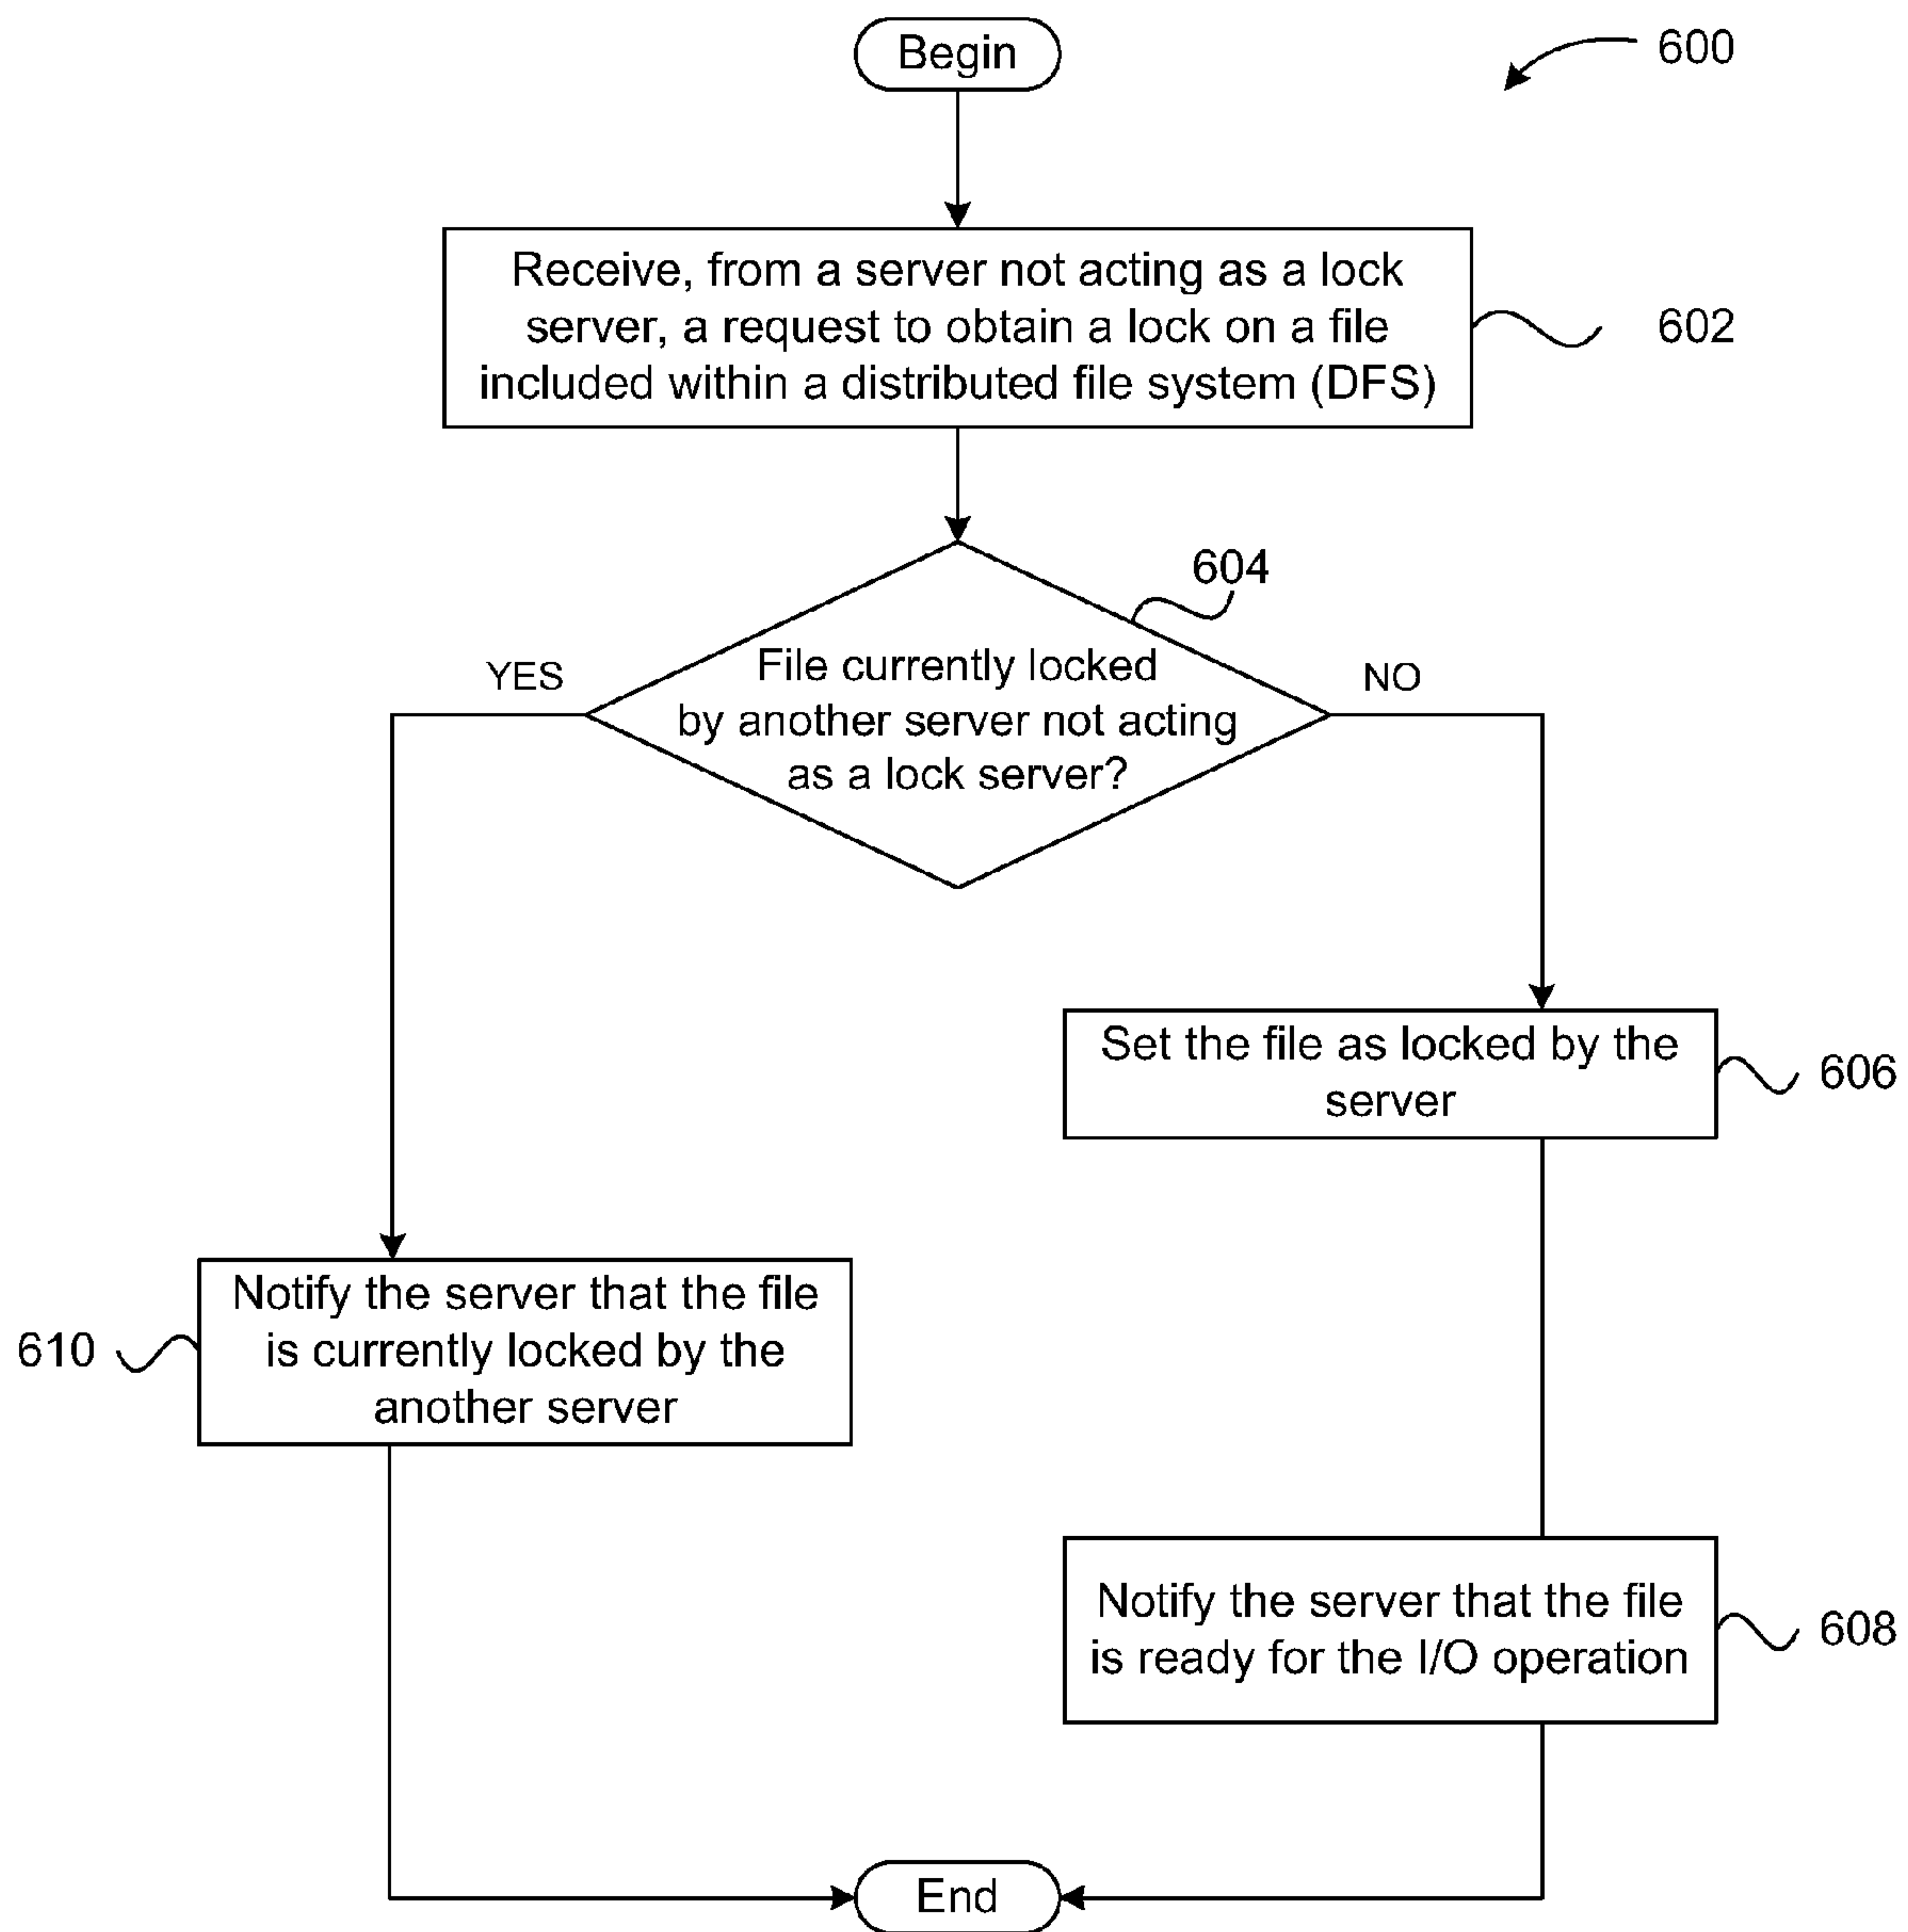 Begin
600
Receive, from a server not acting as a lock
server, a request to obtain a lock on a file
included within a distributed file system (DFS)
602
604
YES
File currently locked
by another server not acting
as a lock server?
NO
Set the file as locked by the
server
606
Notify the server that the file
is currently locked by the
another server
610
Notify the server that the file
is ready for the I/O operation
608
End